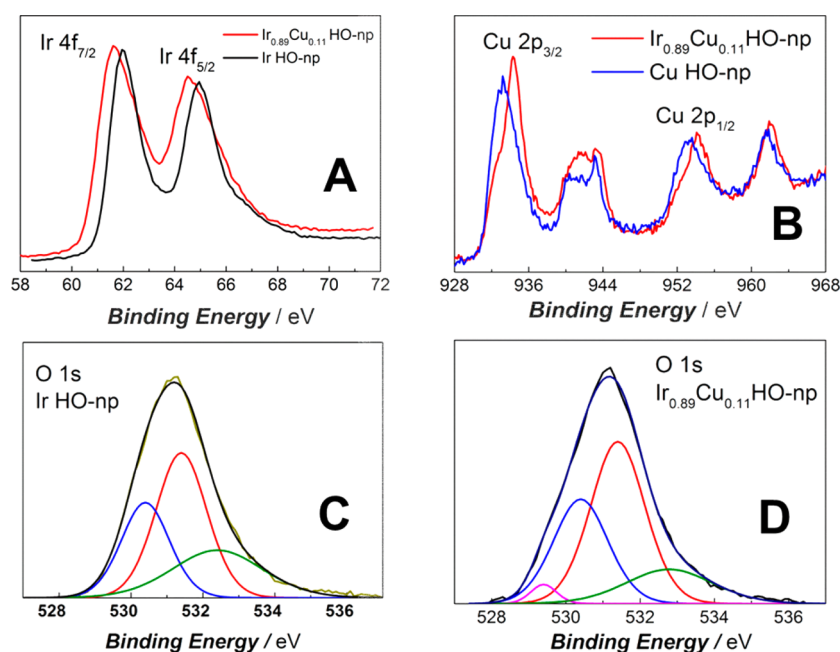 Ir 4f7/2
Ir 4f5/2
Ir0.89Cu0.11 HO-np
Ir HO-np
A
58 60 62 64 66 68 70 72
Binding Energy / eV
Cu 2p3/2
Ir0.89Cu0.11HO-np
Cu HO-np
Cu 2p1/2
B
928 936 944 952 960 968
Binding Energy / eV
O 1s
Ir HO-np
C
528 530 532 534 536
Binding Energy / eV
O 1s
Ir0.89Cu0.11HO-np
D
528 530 532 534 536
Binding Energy / eV